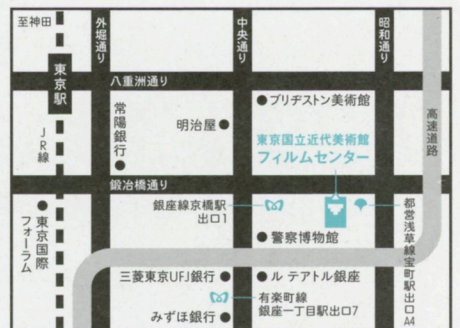 至神田
外堀通り
中央通り
昭和通り
東京駅
八重洲通り
ブリヂストン美術館
常陽銀行
明治屋
高速道路
JR線
東京国立近代美術館
フィルムセンター
鍛冶橋通り
銀座線京橋駅
出口1
都営浅草線宝町駅出口A4
東京国際
フォーラム
警察博物館
三菱東京UFJ銀行
ル テアトル銀座
有楽町線
銀座一丁目駅出口7
みずほ銀行